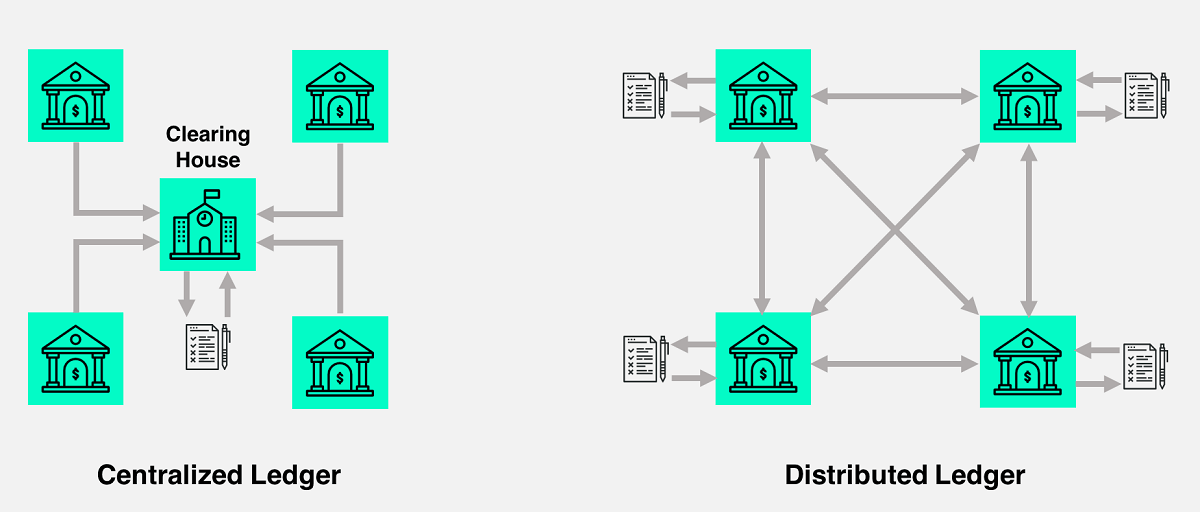 Clearing
House
$
$
$
$
$
$
$
$
Centralized Ledger
Distributed Ledger